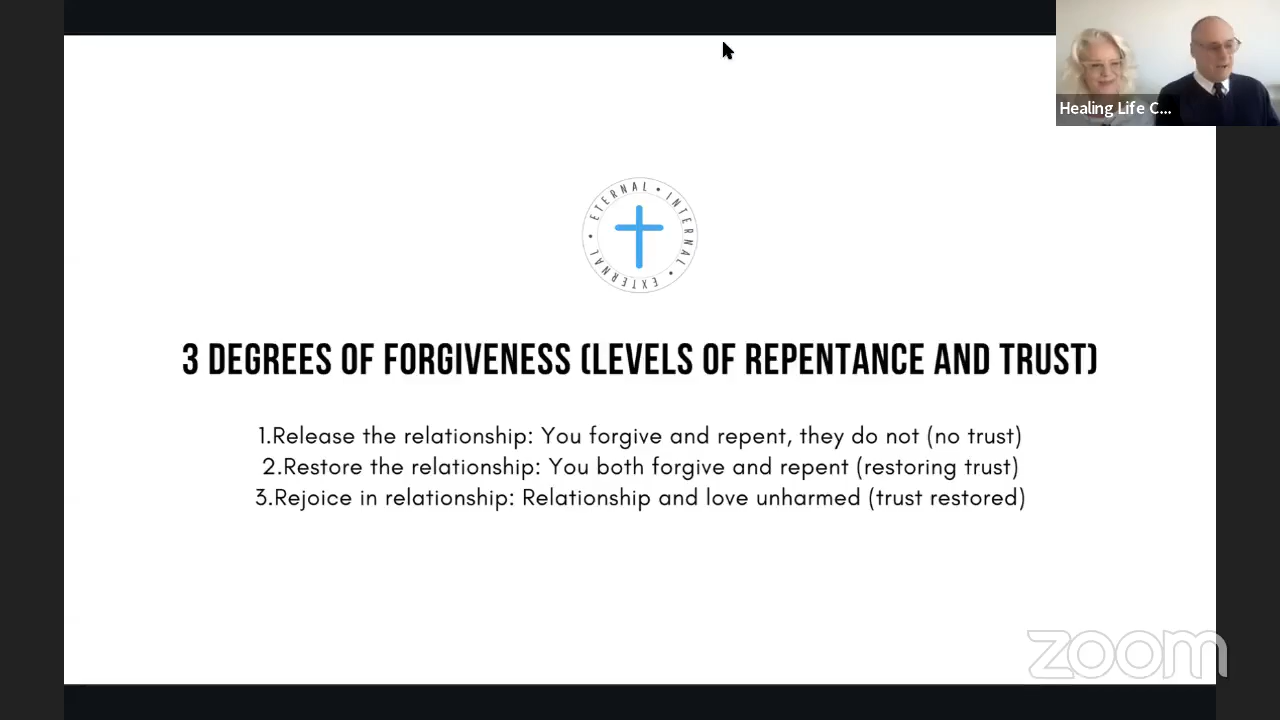 Healing Life C...
ETERNAL • INTERNAL • EXTERNAL •
3 DEGREES OF FORGIVENESS (LEVELS OF REPENTANCE AND TRUST)
1.Release the relationship: You forgive and repent, they do not (no trust)
2.Restore the relationship: You both forgive and repent (restoring trust)
3.Rejoice in relationship: Relationship and love unharmed (trust restored)
zoom